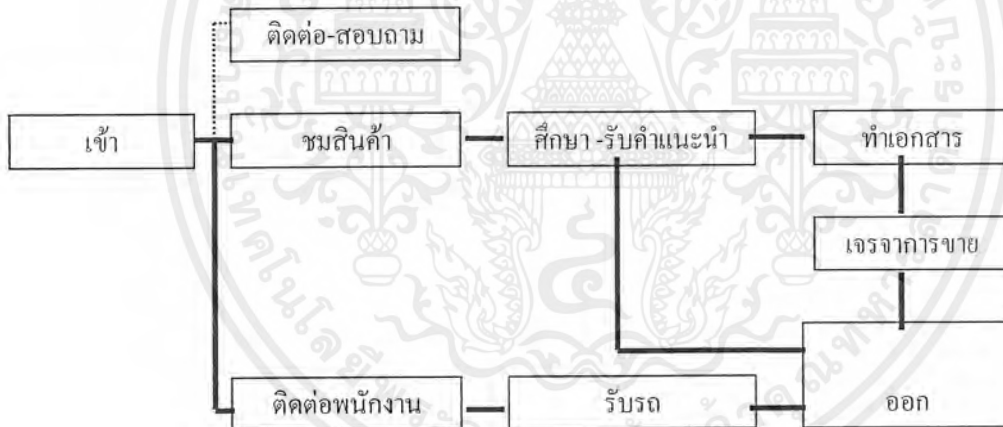 ติดต่อ-สอบถาม
เข้า
ชมสินค้า
ศึกษา -รับคำแนะนำ
ทำเอกสาร
เจรจาการขาย
ติดต่อพนักงาน
รับรถ
ออก